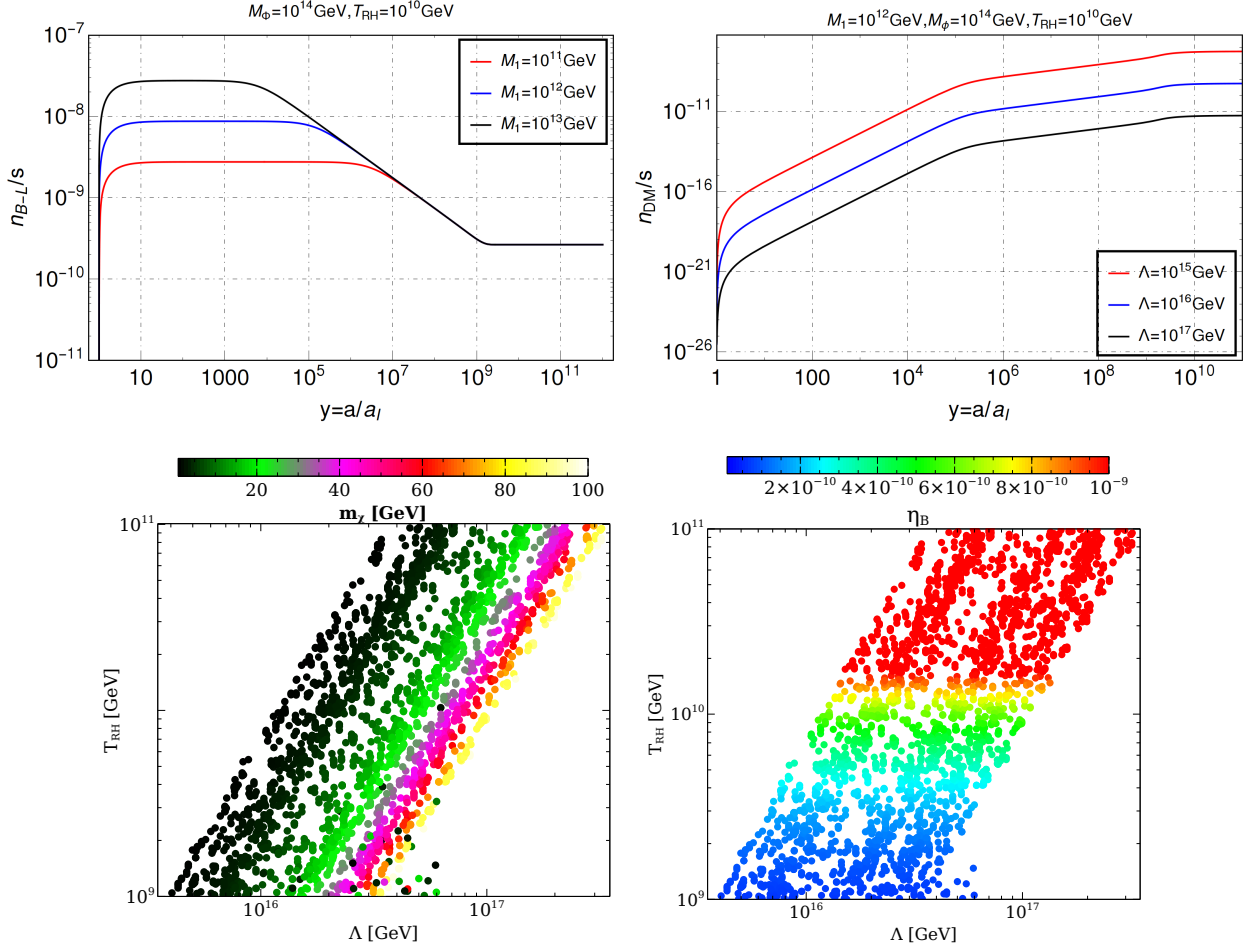 M_Φ=10^14GeV,T_RH=10^10GeV
n_B−L/s
10^-7
10^-8
10^-9
10^-10
10^-11
M_1=10^11GeV
M_1=10^12GeV
M_1=10^13GeV
10 1000 10^5 10^7 10^9 10^11
y=a/a_I
M_1=10^12GeV,M_ϕ=10^14GeV,T_RH=10^10GeV
n_DM/s
10^-11
10^-16
10^-21
10^-26
Λ=10^15GeV
Λ=10^16GeV
Λ=10^17GeV
1 100 10^4 10^6 10^8 10^10
y=a/a_I
20 40 60 80 100
m_χ [GeV]
T_RH [GeV]
10^11
10^10
10^9
10^16 10^17
Λ [GeV]
2×10^-10 4×10^-10 6×10^-10 8×10^-10 10^-9
η_B
T_RH [GeV]
10^11
10^10
10^9
10^16 10^17
Λ [GeV]